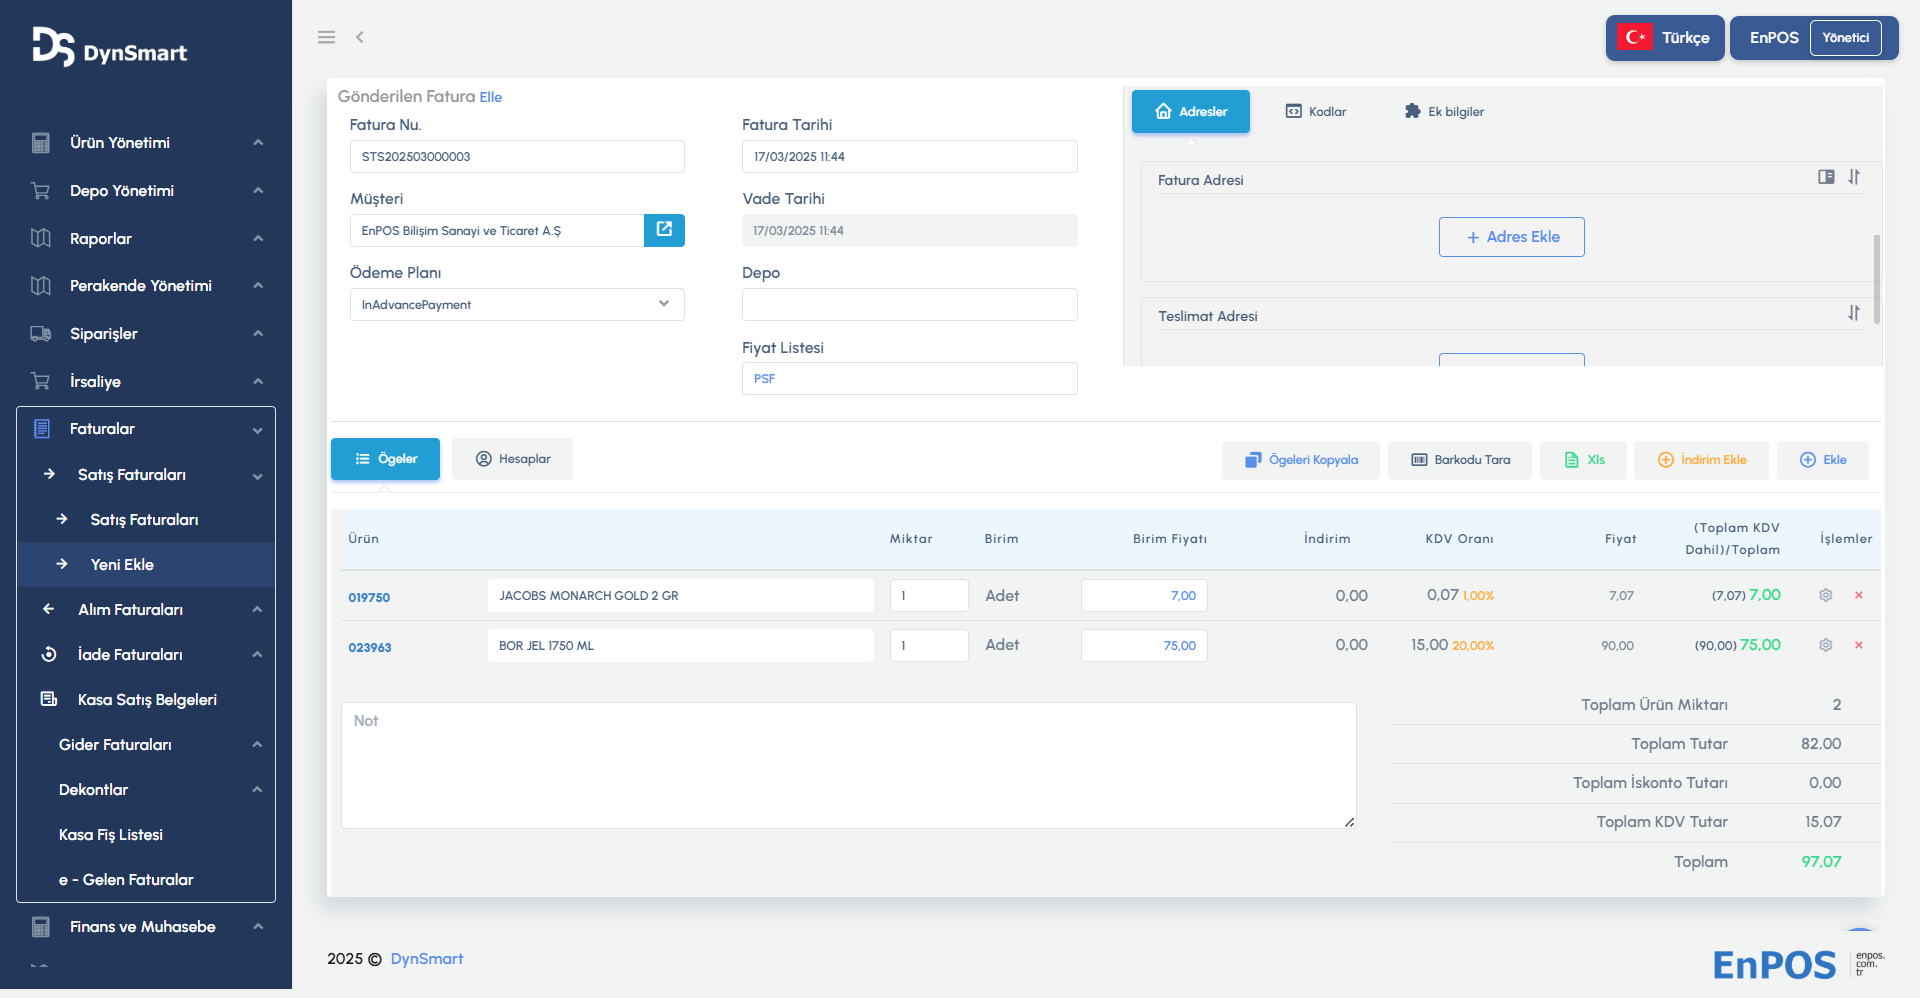 DynSmart
Türkçe
EnPOS
Yönetici
Ürün Yönetimi
Depo Yönetimi
Raporlar
Perakende Yönetimi
Siparişler
İrsaliye
Faturalar
Satış Faturaları
Satış Faturaları
Yeni Ekle
Alım Faturaları
İade Faturaları
Kasa Satış Belgeleri
Gider Faturaları
Dekontlar
Kasa Fiş Listesi
e - Gelen Faturalar
Finans ve Muhasebe
Gönderilen Fatura Elle
Fatura Nu.
STS202503000003
Fatura Tarihi
17/03/2025 11:44
Müşteri
EnPOS Bilişim Sanayi ve Ticaret A.Ş
Vade Tarihi
17/03/2025 11:44
Ödeme Planı
InAdvancePayment
Depo
Fiyat Listesi
PSF
Adresler
Kodlar
Ek bilgiler
Fatura Adresi
+ Adres Ekle
Teslimat Adresi
Ögeler
Hesaplar
Ögeleri Kopyala
Barkodu Tara
Xls
İndirim Ekle
Ekle
Ürün Miktar Birim Birim Fiyatı İndirim KDV Oranı Fiyat (Toplam KDV Dahil)/Toplam İşlemler
019750 JACOBS MONARCH GOLD 2 GR 1 Adet 7,00 0,00 0,07 1,00% 7,07 (7,07) 7,00
023963 BOR JEL 1750 ML 1 Adet 75,00 0,00 15,00 20,00% 90,00 (90,00) 75,00
Not
Toplam Ürün Miktarı 2
Toplam Tutar 82,00
Toplam İskonto Tutarı 0,00
Toplam KDV Tutar 15,07
Toplam 97,07
2025 © DynSmart
EnPOS
enpos.
com.
tr